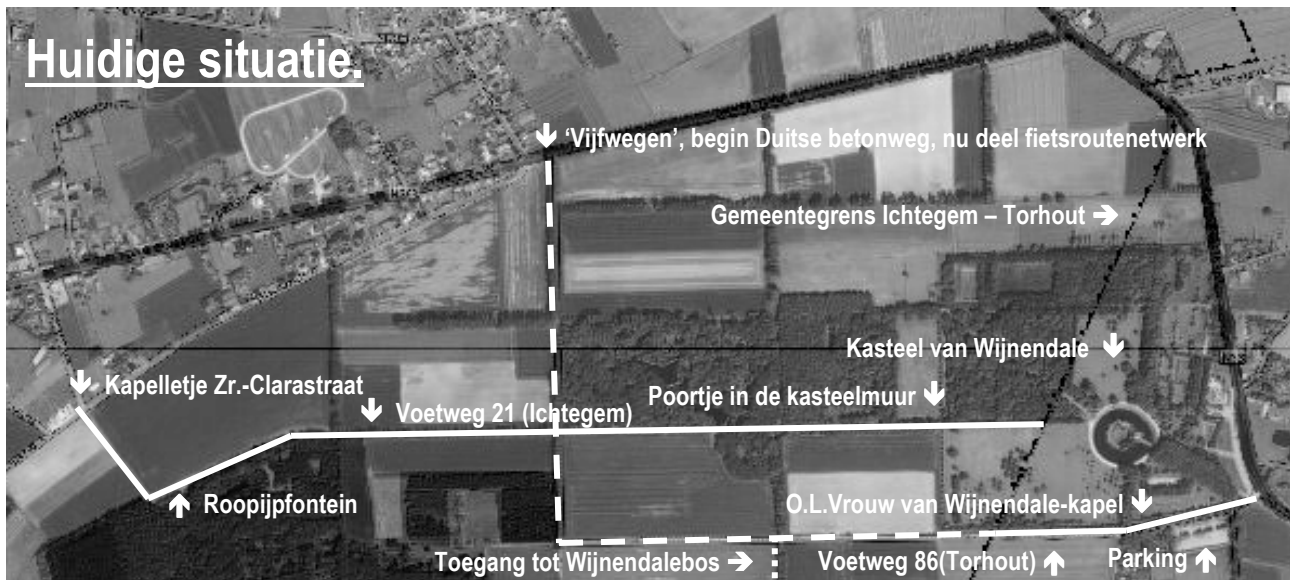 Huidige situatie.
↓ ‘Vijfwegen’, begin Duitse betonweg, nu deel fietsroutenetwerk
Gemeentegrens Ichtegem – Torhout →
Kasteel van Wijnendale ↓
↓ Kapelletje Zr.-Clarastraat
Poortje in de kasteelmuur ↓
↓ Voetweg 21 (Ichtegem)
↑ Roopijpfontein
O.L.Vrouw van Wijnendale-kapel ↓
Toegang tot Wijnendalebos →
Voetweg 86(Torhout) ↑
Parking ↑